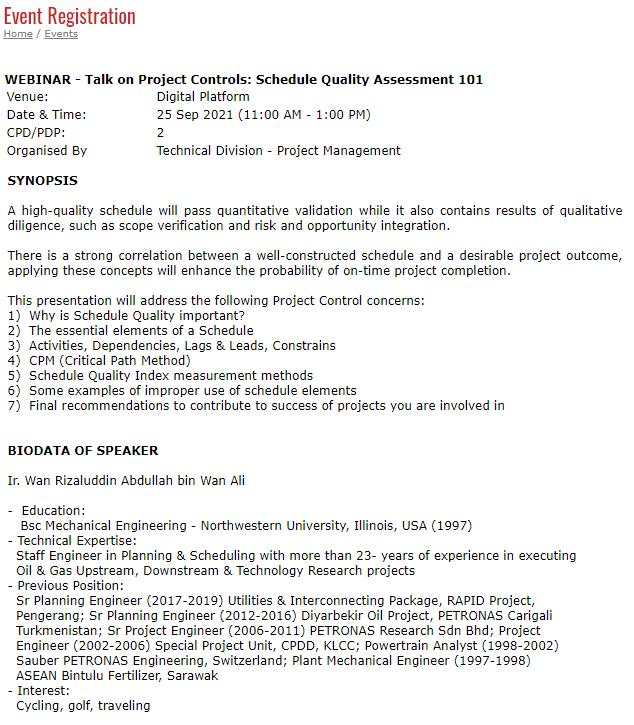 Event Registration
Home / Events
WEBINAR - Talk on Project Controls: Schedule Quality Assessment 101
Venue: Digital Platform
Date & Time: 25 Sep 2021 (11:00 AM - 1:00 PM)
CPD/PDP: 2
Organised By Technical Division - Project Management
SYNOPSIS
A high-quality schedule will pass quantitative validation while it also contains results of qualitative
diligence, such as scope verification and risk and opportunity integration.
There is a strong correlation between a well-constructed schedule and a desirable project outcome,
applying these concepts will enhance the probability of on-time project completion.
This presentation will address the following Project Control concerns:
1) Why is Schedule Quality important?
2) The essential elements of a Schedule
3) Activities, Dependencies, Lags & Leads, Constrains
4) CPM (Critical Path Method)
5) Schedule Quality Index measurement methods
6) Some examples of improper use of schedule elements
7) Final recommendations to contribute to success of projects you are involved in
BIODATA OF SPEAKER
Ir. Wan Rizaluddin Abdullah bin Wan Ali
- Education:
Bsc Mechanical Engineering - Northwestern University, Illinois, USA (1997)
- Technical Expertise:
Staff Engineer in Planning & Scheduling with more than 23- years of experience in executing
Oil & Gas Upstream, Downstream & Technology Research projects
- Previous Position:
Sr Planning Engineer (2017-2019) Utilities & Interconnecting Package, RAPID Project,
Pengerang; Sr Planning Engineer (2012-2016) Diyarbekir Oil Project, PETRONAS Carigali
Turkmenistan; Sr Project Engineer (2006-2011) PETRONAS Research Sdn Bhd; Project
Engineer (2002-2006) Special Project Unit, CPDD, KLCC; Powertrain Analyst (1998-2002)
Sauber PETRONAS Engineering, Switzerland; Plant Mechanical Engineer (1997-1998)
ASEAN Bintulu Fertilizer, Sarawak
- Interest:
Cycling, golf, traveling